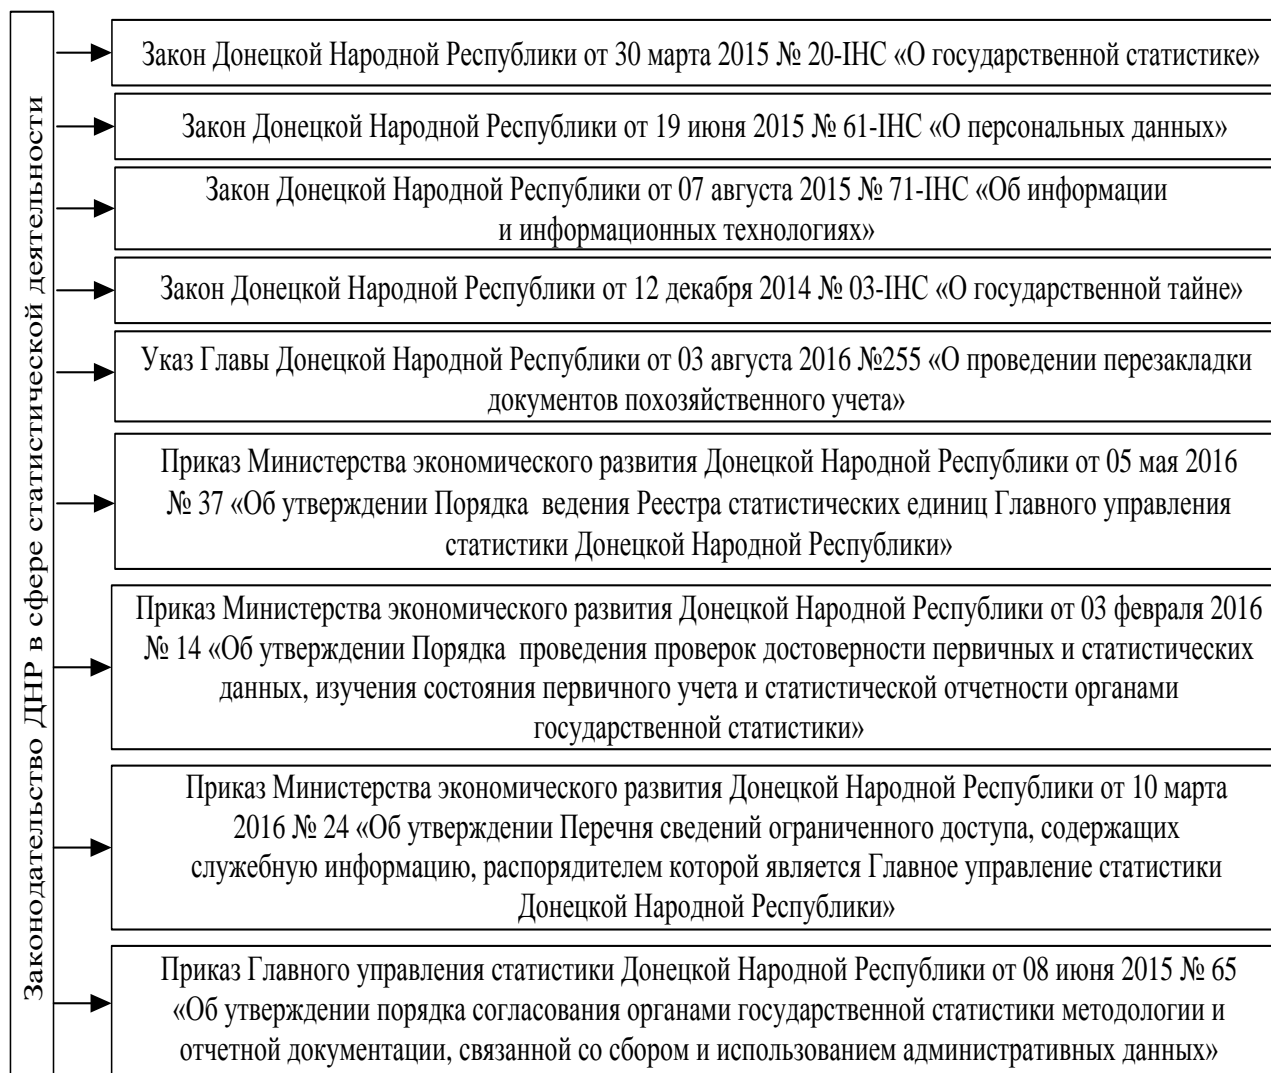 Законодательство ДНР в сфере статистической деятельности
Закон Донецкой Народной Республики от 30 марта 2015 № 20-IНС «О государственной статистике»
Закон Донецкой Народной Республики от 19 июня 2015 № 61-IНС «О персональных данных»
Закон Донецкой Народной Республики от 07 августа 2015 № 71-IНС «Об информации
и информационных технологиях»
Закон Донецкой Народной Республики от 12 декабря 2014 № 03-IНС «О государственной тайне»
Указ Главы Донецкой Народной Республики от 03 августа 2016 №255 «О проведении перезакладки
документов похозяйственного учета»
Приказ Министерства экономического развития Донецкой Народной Республики от 05 мая 2016
№ 37 «Об утверждении Порядка ведения Реестра статистических единиц Главного управления
статистики Донецкой Народной Республики»
Приказ Министерства экономического развития Донецкой Народной Республики от 03 февраля 2016
№ 14 «Об утверждении Порядка проведения проверок достоверности первичных и статистических
данных, изучения состояния первичного учета и статистической отчетности органами
государственной статистики»
Приказ Министерства экономического развития Донецкой Народной Республики от 10 марта
2016 № 24 «Об утверждении Перечня сведений ограниченного доступа, содержащих
служебную информацию, распорядителем которой является Главное управление статистики
Донецкой Народной Республики»
Приказ Главного управления статистики Донецкой Народной Республики от 08 июня 2015 № 65
«Об утверждении порядка согласования органами государственной статистики методологии и
отчетной документации, связанной со сбором и использованием административных данных»